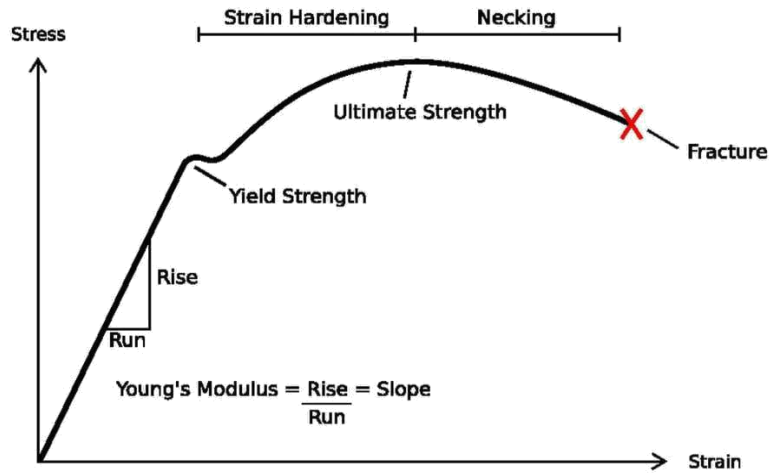 Strain Hardening
Necking
Stress
Ultimate Strength
Fracture
Yield Strength
Rise
Run
Young's Modulus = Rise = Slope
Run
Strain